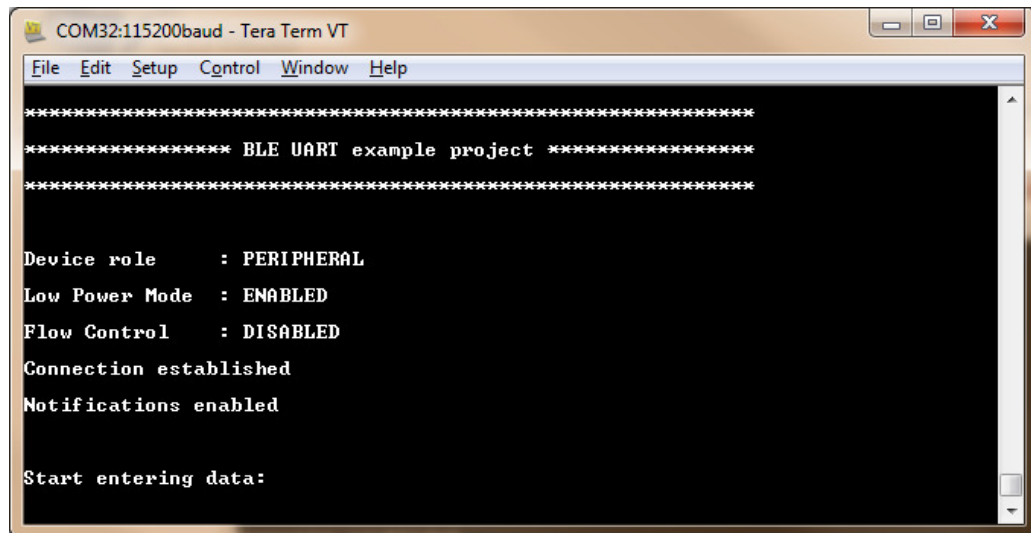 COM32:115200baud - Tera Term VT
File Edit Setup Control Window Help
************************************************************
***************** BLE UART example project *****************
************************************************************
Device role     : PERIPHERAL
Low Power Mode  : ENABLED
Flow Control    : DISABLED
Connection established
Notifications enabled
Start entering data: